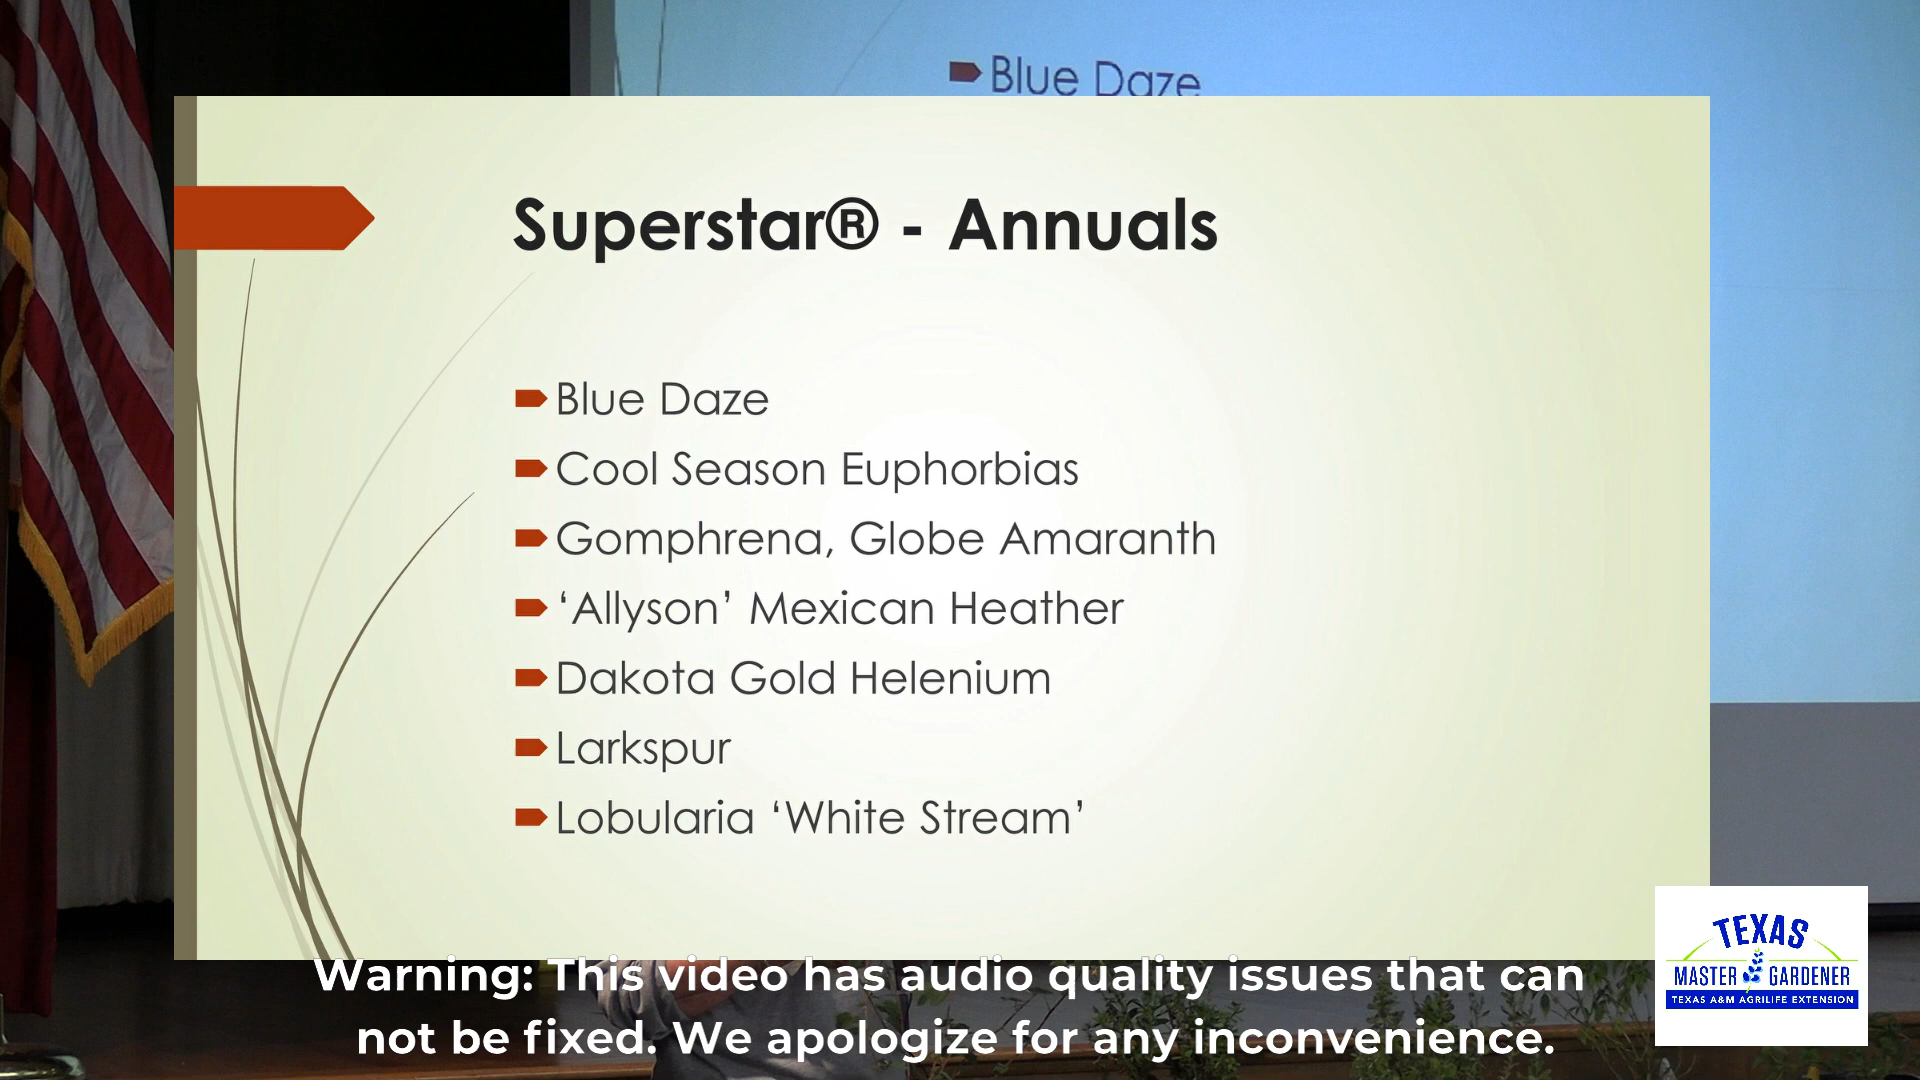 Blue Daze
Superstar® - Annuals
Blue Daze
Cool Season Euphorbias
Gomphrena, Globe Amaranth
‘Allyson’ Mexican Heather
Dakota Gold Helenium
Larkspur
Lobularia ‘White Stream’
TEXAS
MASTER GARDENER
TEXAS A&M AGRILIFE EXTENSION
Warning: This video has audio quality issues that can
not be fixed. We apologize for any inconvenience.